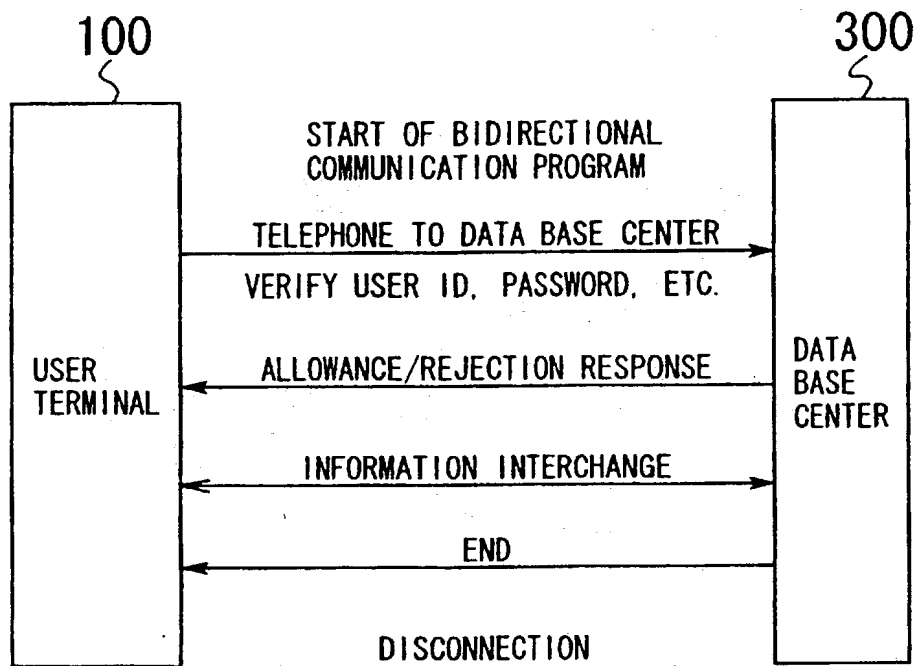 100
300
START OF BIDIRECTIONAL
COMMUNICATION PROGRAM
TELEPHONE TO DATA BASE CENTER
VERIFY USER ID, PASSWORD, ETC.
USER
TERMINAL
ALLOWANCE/REJECTION RESPONSE
DATA
BASE
CENTER
INFORMATION INTERCHANGE
END
DISCONNECTION